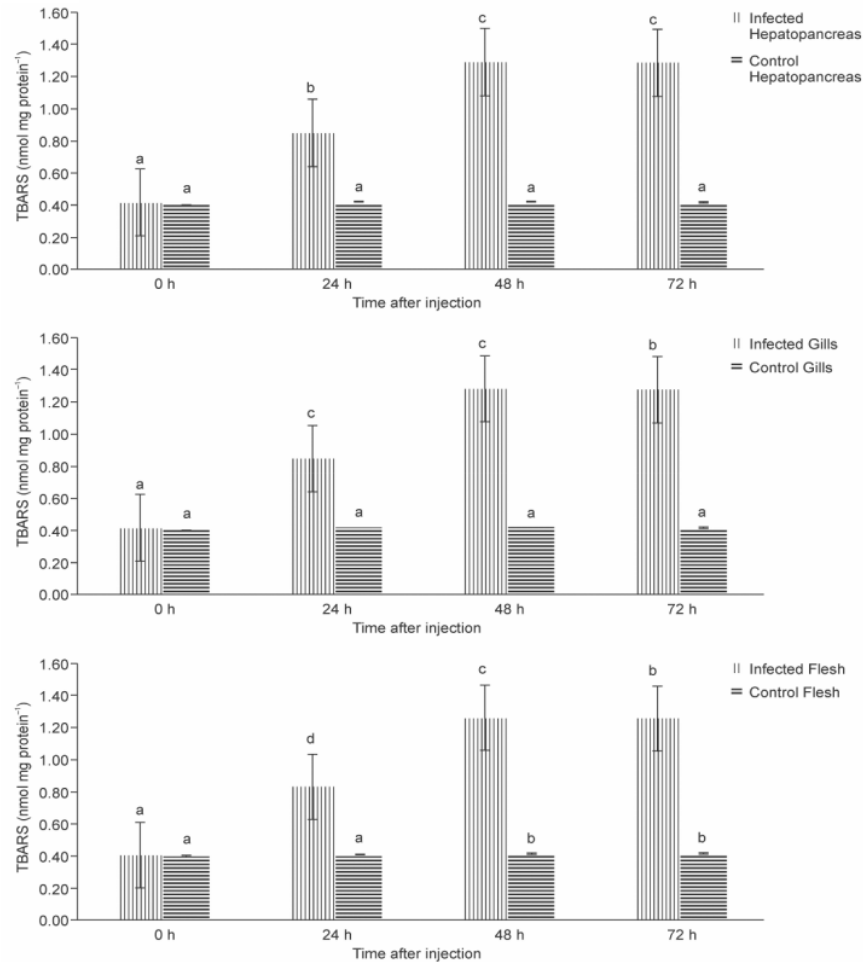 1.60
1.40
1.20
1.00
0.80
0.60
0.40
0.20
0.00
TBARS (nmol mg protein⁻¹)
a a b a c a c a
0 h 24 h 48 h 72 h
Time after injection
Infected
Hepatopancreas
Control
Hepatopancreas
1.60
1.40
1.20
1.00
0.80
0.60
0.40
0.20
0.00
TBARS (nmol mg protein⁻¹)
a a c a c a b a
0 h 24 h 48 h 72 h
Time after injection
Infected Gills
Control Gills
1.60
1.40
1.20
1.00
0.80
0.60
0.40
0.20
0.00
TBARS (nmol mg protein⁻¹)
a a d a c b b b
0 h 24 h 48 h 72 h
Time after injection
Infected Flesh
Control Flesh